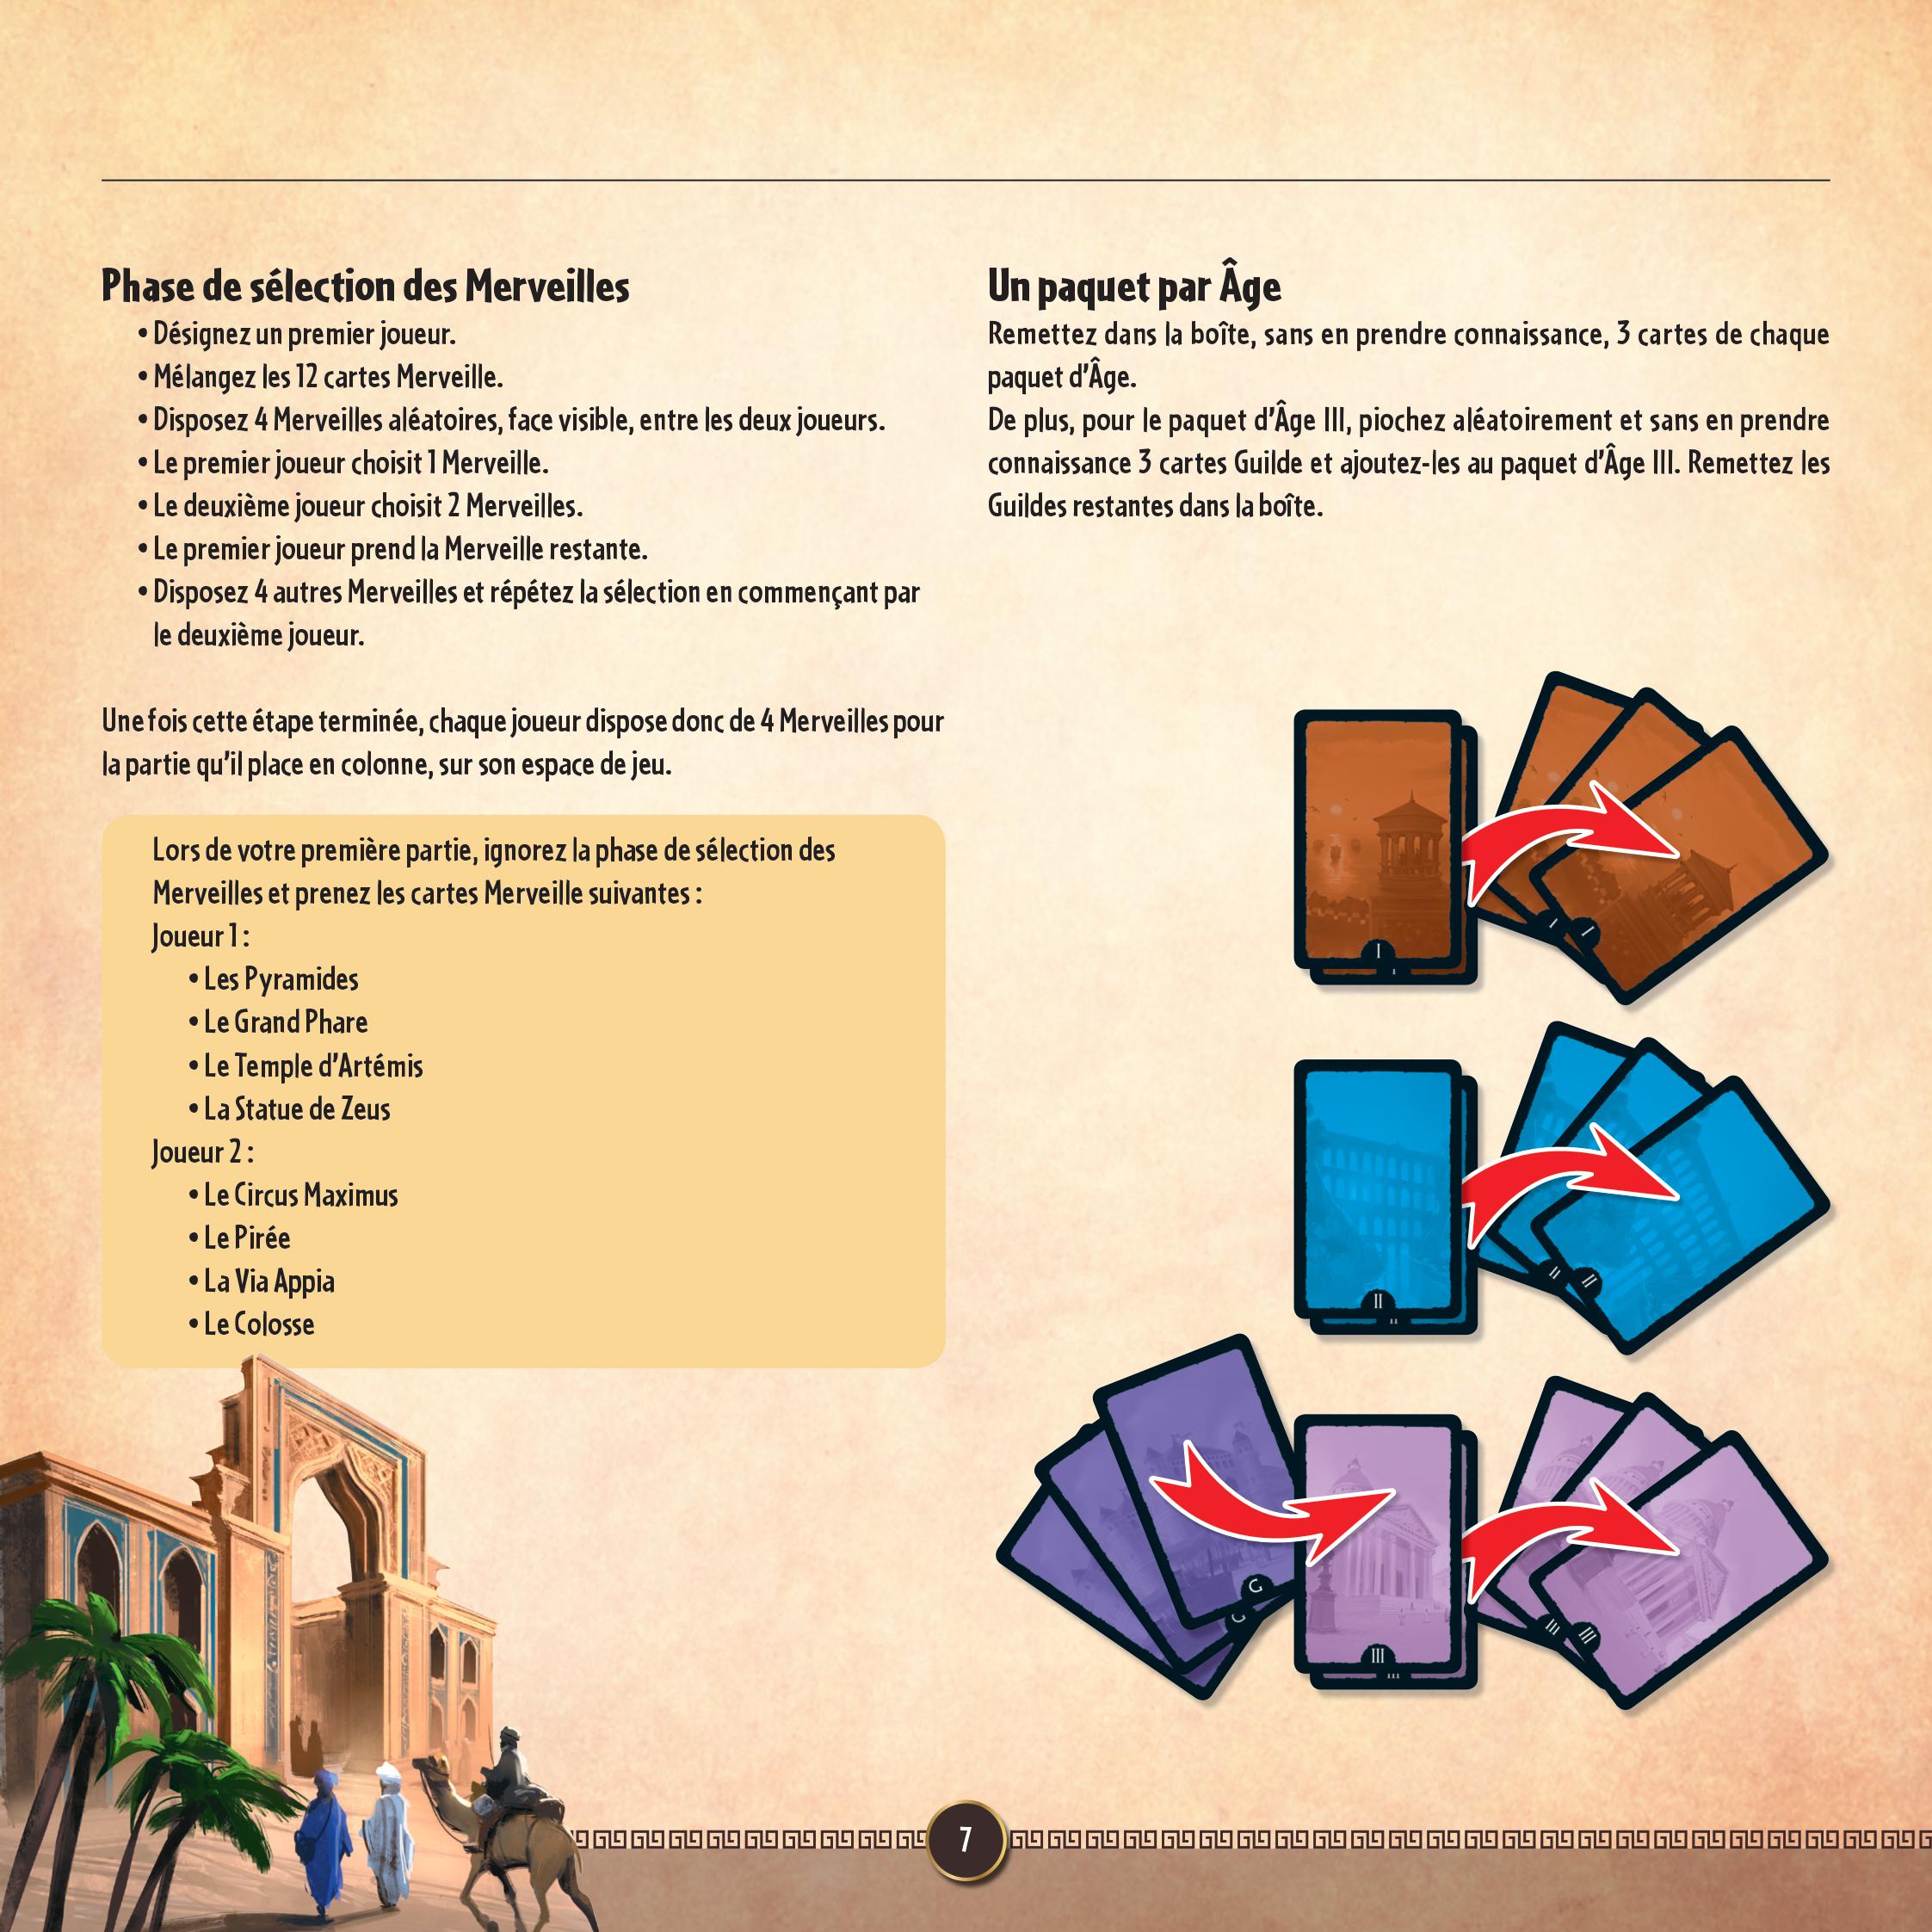 Phase de sélection des Merveilles
• Désignez un premier joueur.
• Mélangez les 12 cartes Merveille.
• Disposez 4 Merveilles aléatoires, face visible, entre les deux joueurs.
• Le premier joueur choisit 1 Merveille.
• Le deuxième joueur choisit 2 Merveilles.
• Le premier joueur prend la Merveille restante.
• Disposez 4 autres Merveilles et répétez la sélection en commençant par
le deuxième joueur.
Une fois cette étape terminée, chaque joueur dispose donc de 4 Merveilles pour
la partie qu'il place en colonne, sur son espace de jeu.
Lors de votre première partie, ignorez la phase de sélection des
Merveilles et prenez les cartes Merveille suivantes :
Joueur 1 :
• Les Pyramides
• Le Grand Phare
• Le Temple d'Artémis
• La Statue de Zeus
Joueur 2 :
• Le Circus Maximus
• Le Pirée
• La Via Appia
• Le Colosse
Un paquet par Âge
Remettez dans la boîte, sans en prendre connaissance, 3 cartes de chaque
paquet d'Âge.
De plus, pour le paquet d'Âge III, piochez aléatoirement et sans en prendre
connaissance 3 cartes Guilde et ajoutez-les au paquet d'Âge III. Remettez les
Guildes restantes dans la boîte.
I
I
I
I
II
II
II
II
G
G
III
III
III
III
7